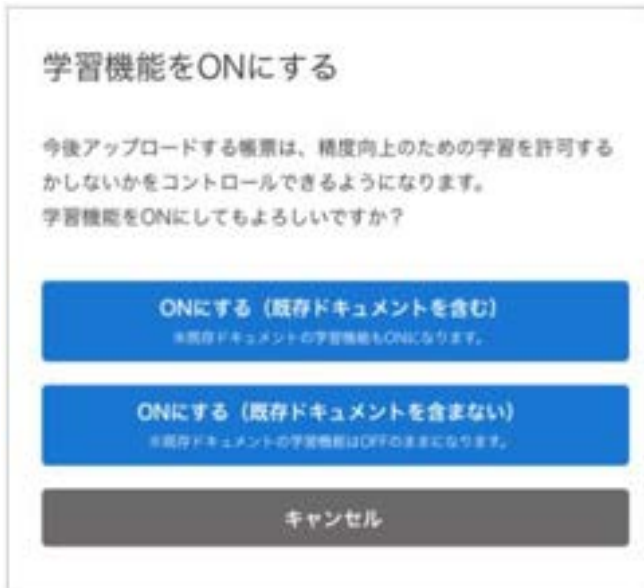 学習機能をONにする
今後アップロードする帳票は、精度向上のための学習を許可する
かしないかをコントロールできるようになります。
学習機能をONにしてもよろしいですか？
ONにする（既存ドキュメントを含む）
※既存ドキュメントの学習機能もONになります。
ONにする（既存ドキュメントを含まない）
※既存ドキュメントの学習機能はOFFのままになります。
キャンセル